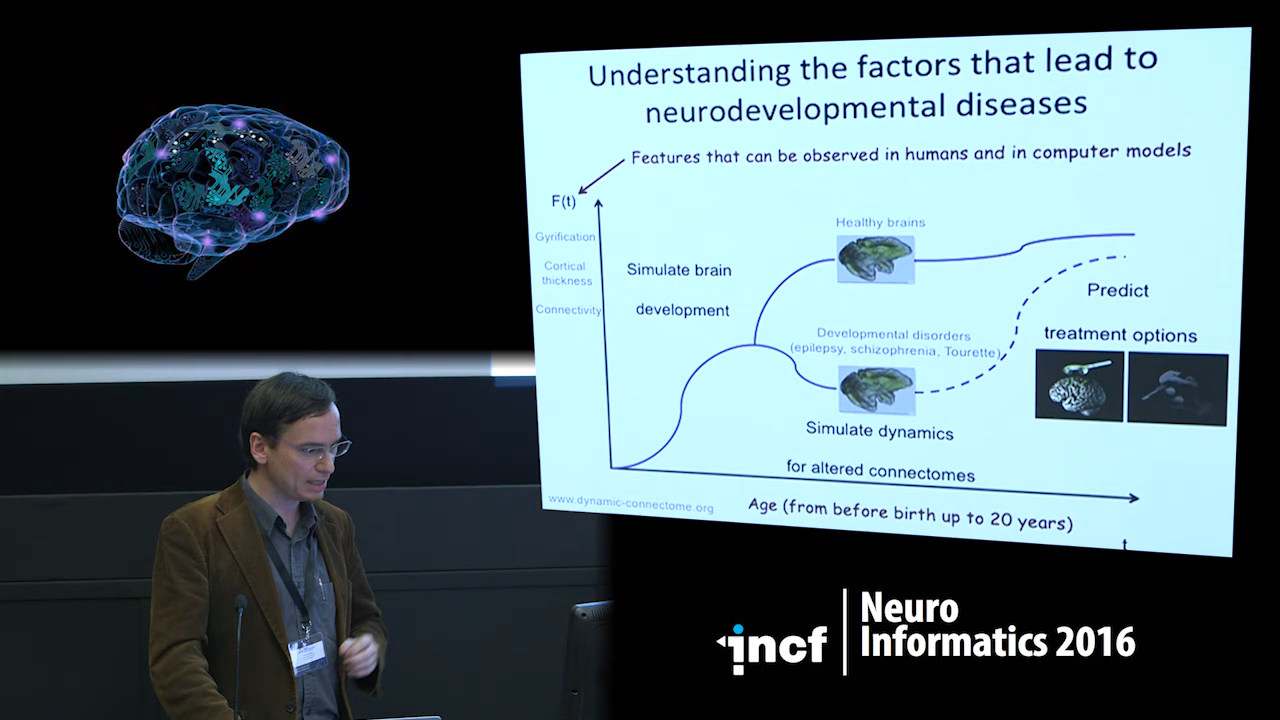 Understanding the factors that lead to
neurodevelopmental diseases
Features that can be observed in humans and in computer models
F(t)
Gyrification
Cortical
thickness
Connectivity
Simulate brain
development
Healthy brains
Developmental disorders
(epilepsy, schizophrenia, Tourette)
Simulate dynamics
for altered connectomes
Predict
treatment options
www.dynamic-connectome.org
Age (from before birth up to 20 years)
t
incf
Neuro
Informatics 2016